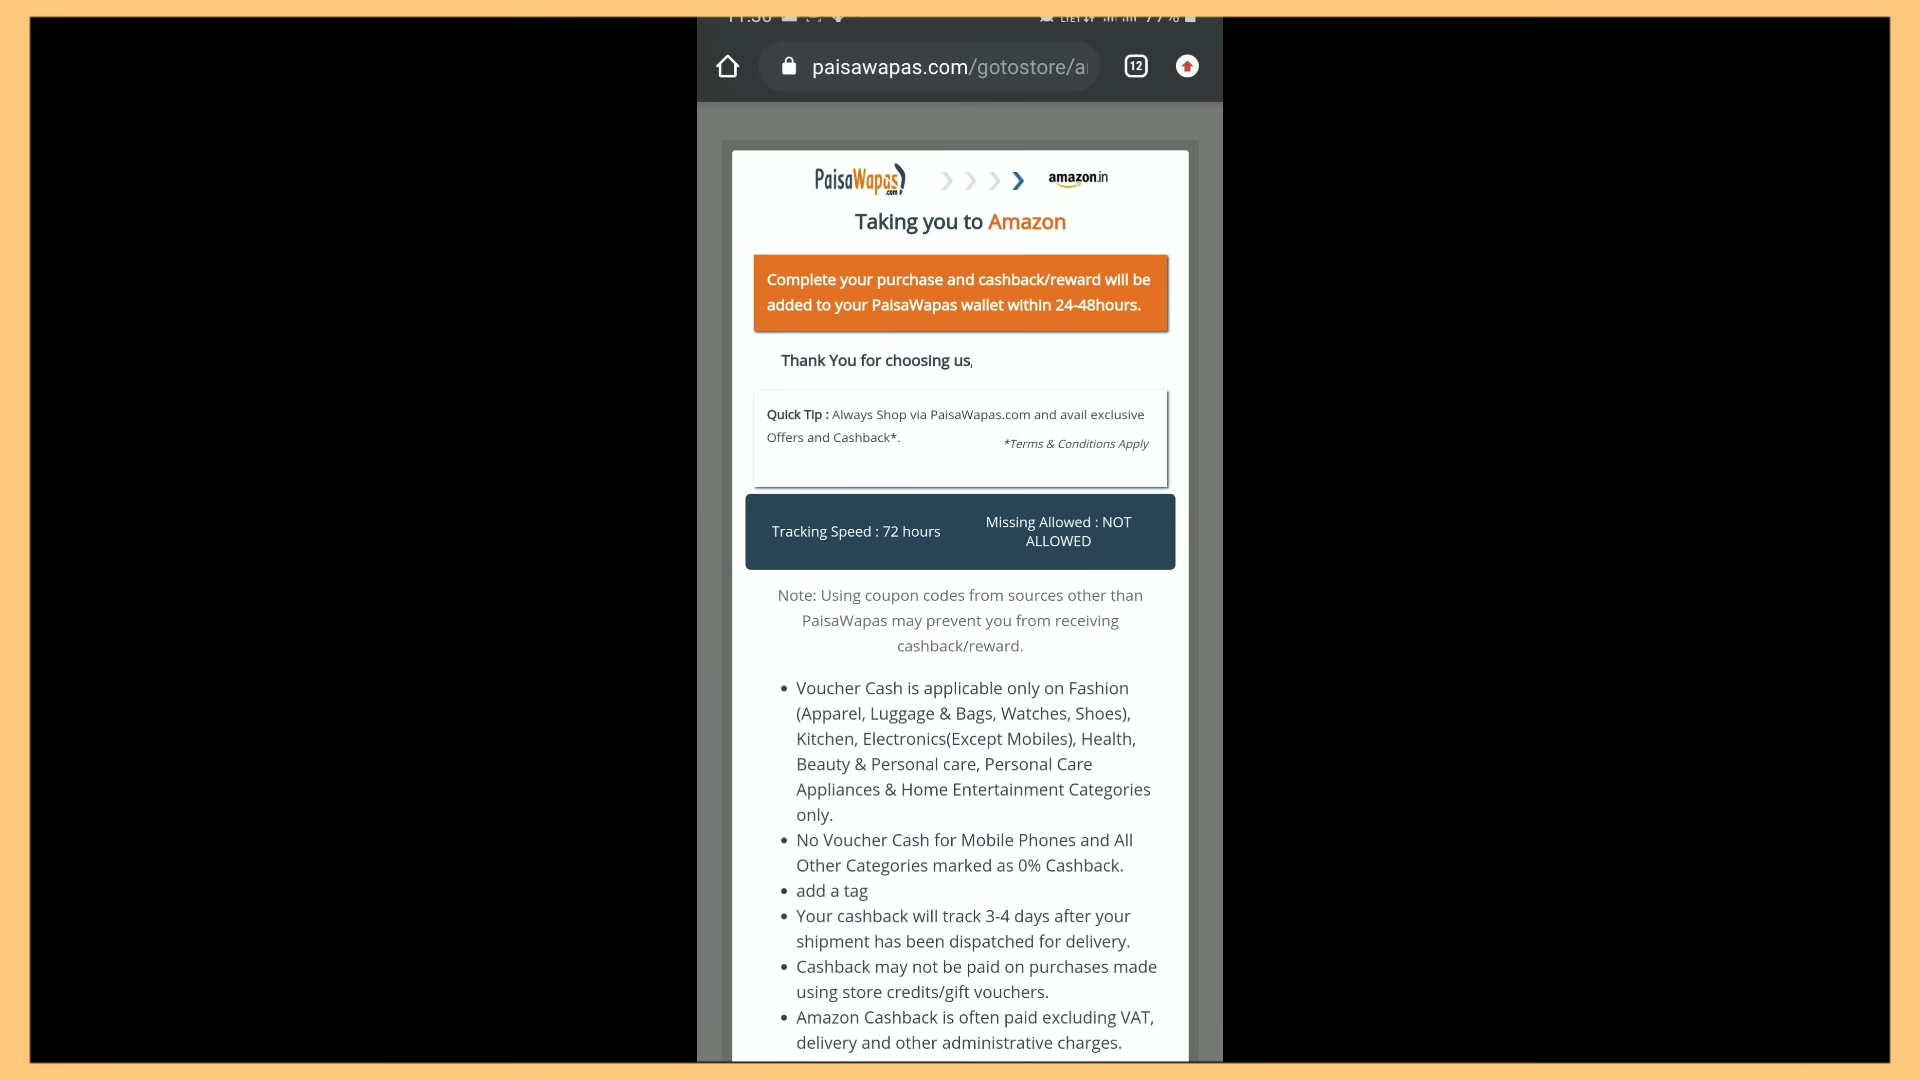 paisawapas.com/gotostore/a
12
PaisaWapas
.com
amazon.in
Taking you to Amazon
Complete your purchase and cashback/reward will be
added to your PaisaWapas wallet within 24-48hours.
Thank You for choosing us,
Quick Tip : Always Shop via PaisaWapas.com and avail exclusive
Offers and Cashback*.
*Terms & Conditions Apply
Tracking Speed : 72 hours
Missing Allowed : NOT
ALLOWED
Note: Using coupon codes from sources other than
PaisaWapas may prevent you from receiving
cashback/reward.
• Voucher Cash is applicable only on Fashion
(Apparel, Luggage & Bags, Watches, Shoes),
Kitchen, Electronics(Except Mobiles), Health,
Beauty & Personal care, Personal Care
Appliances & Home Entertainment Categories
only.
• No Voucher Cash for Mobile Phones and All
Other Categories marked as 0% Cashback.
• add a tag
• Your cashback will track 3-4 days after your
shipment has been dispatched for delivery.
• Cashback may not be paid on purchases made
using store credits/gift vouchers.
• Amazon Cashback is often paid excluding VAT,
delivery and other administrative charges.